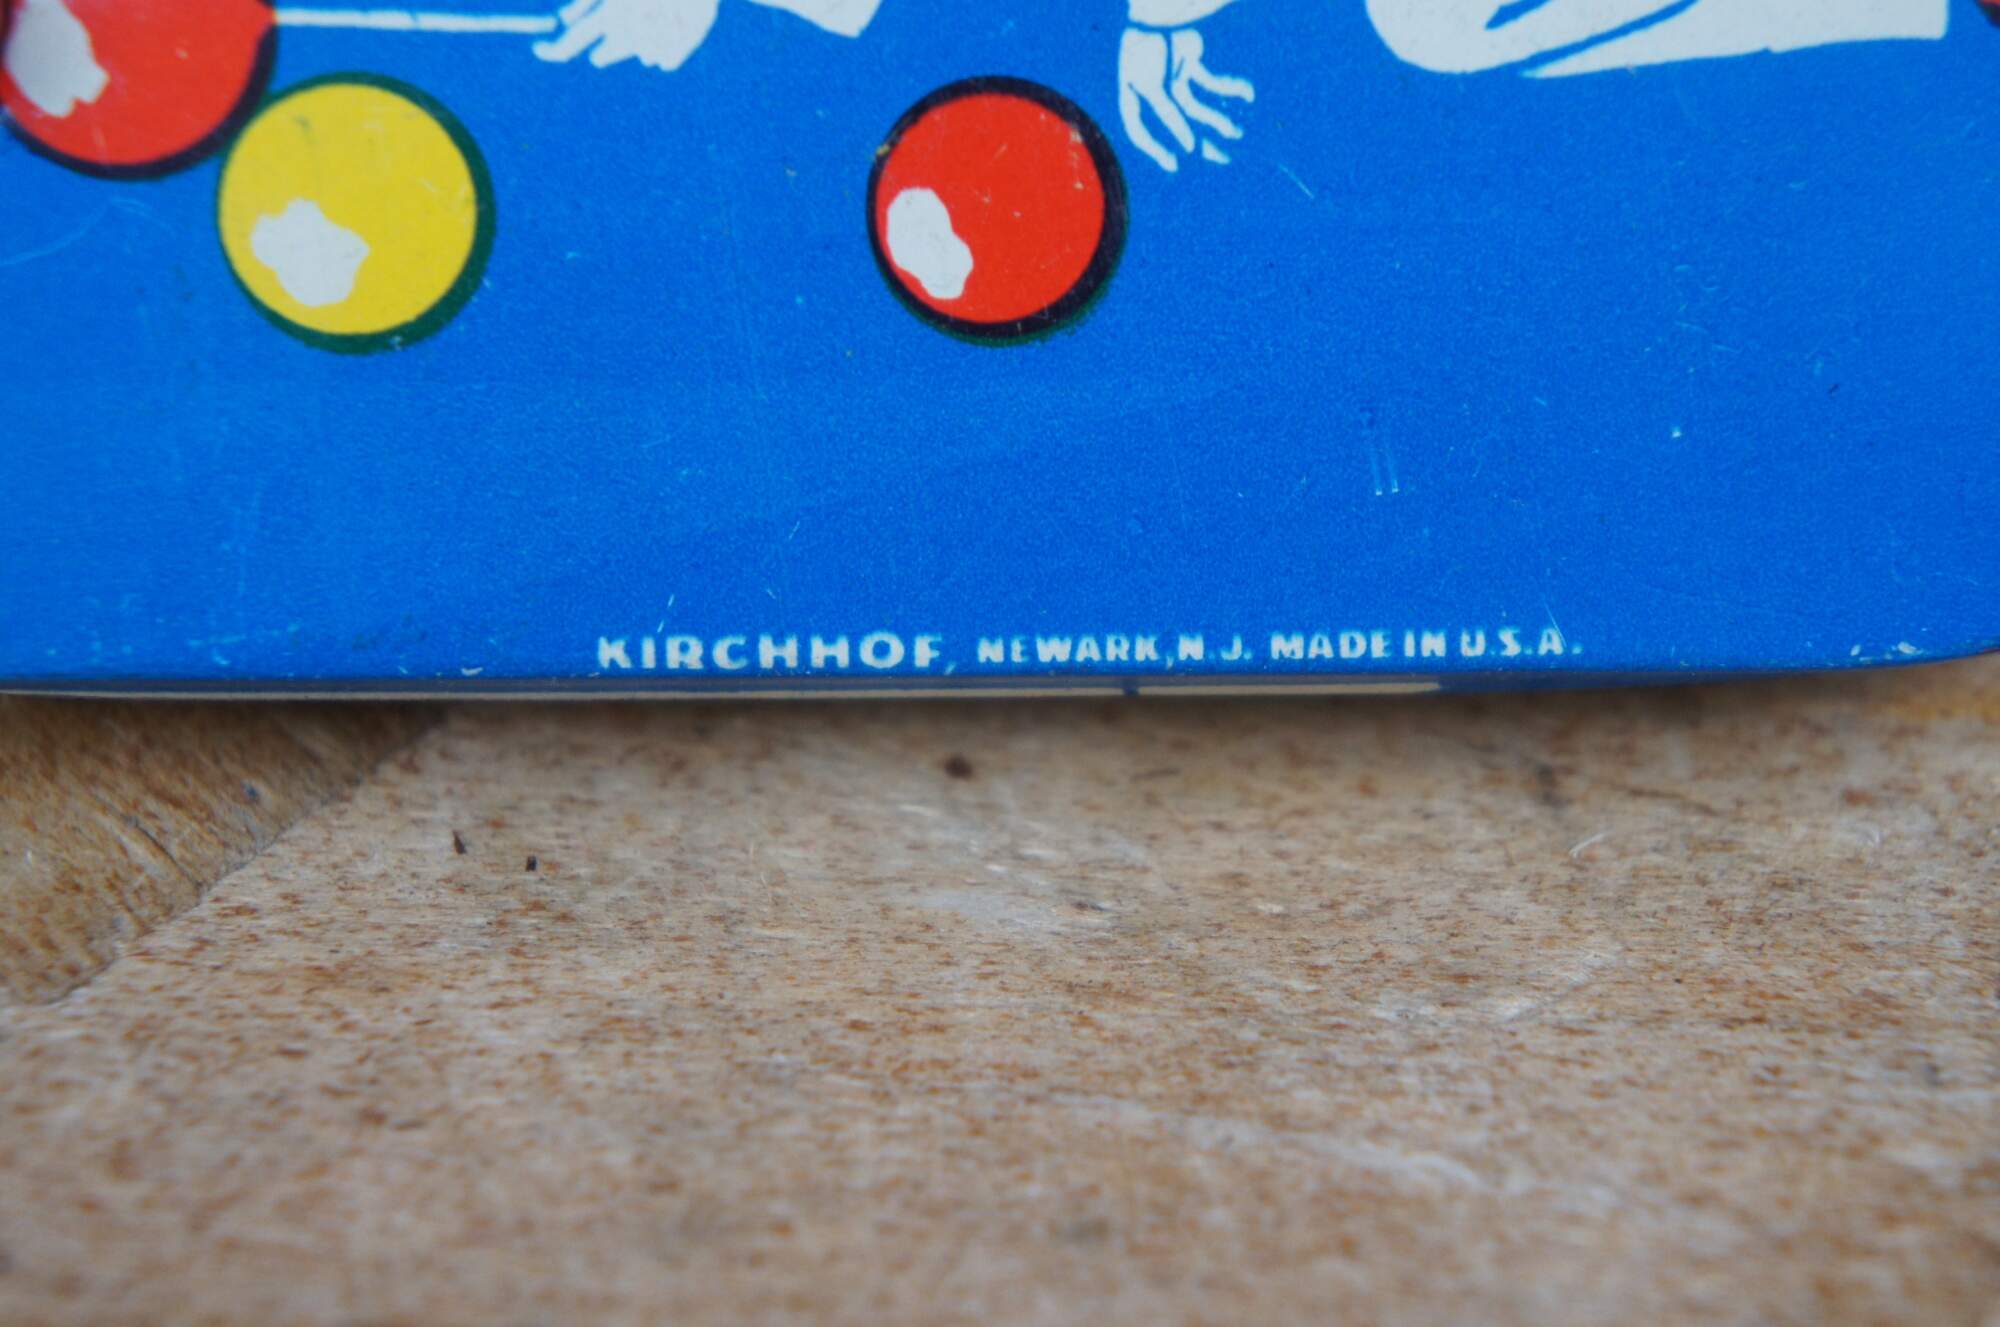 KIRCHHOF, NEWARK, N.J. MADE IN U.S.A.